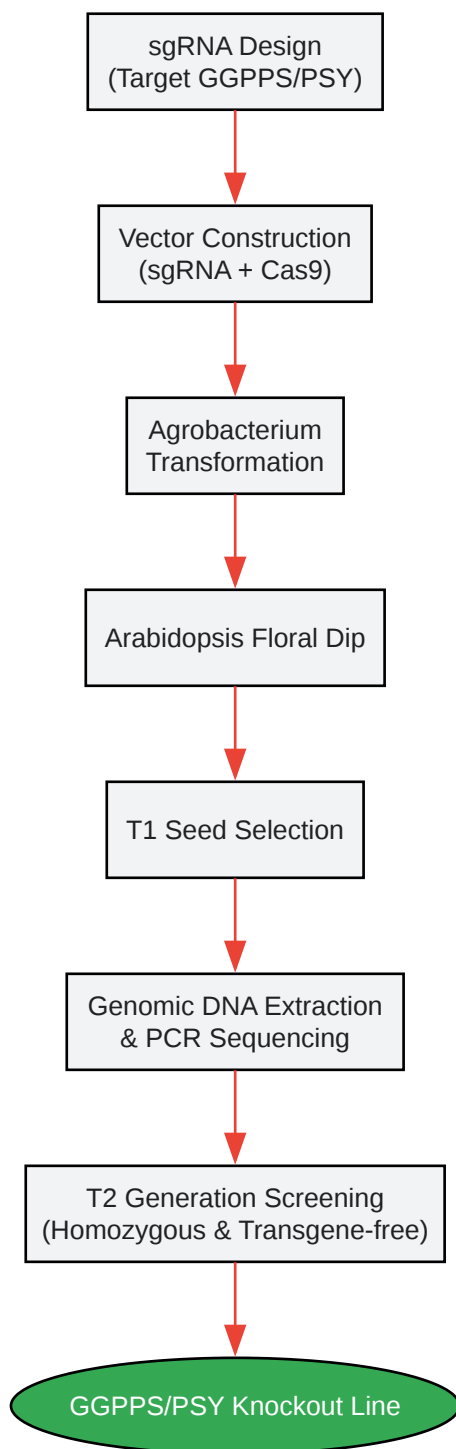 sgRNA Design
(Target GGPPS/PSY)
Vector Construction
(sgRNA + Cas9)
Agrobacterium
Transformation
Arabidopsis Floral Dip
T1 Seed Selection
Genomic DNA Extraction
& PCR Sequencing
T2 Generation Screening
(Homozygous & Transgene-free)
GGPPS/PSY Knockout Line